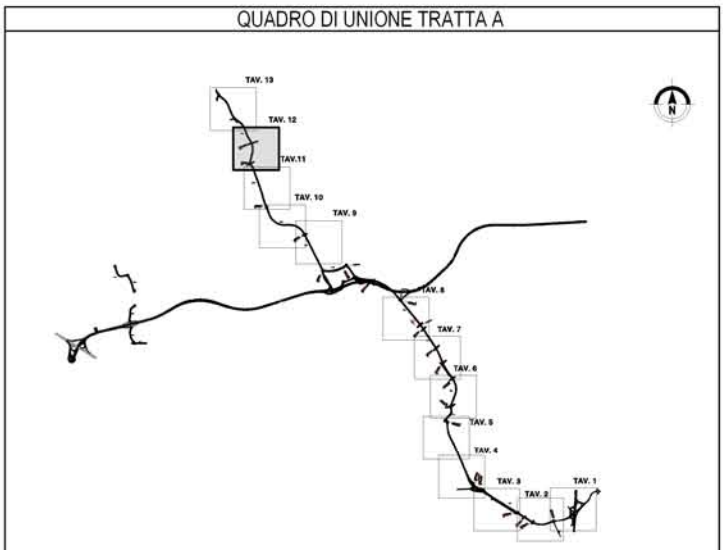 QUADRO DI UNIONE TRATTA A
TAV. 13
TAV. 12
TAV.11
TAV. 10
TAV. 9
N
TAV. 8
TAV. 7
TAV. 6
TAV. 5
TAV. 4
TAV. 3
TAV. 2
TAV. 1